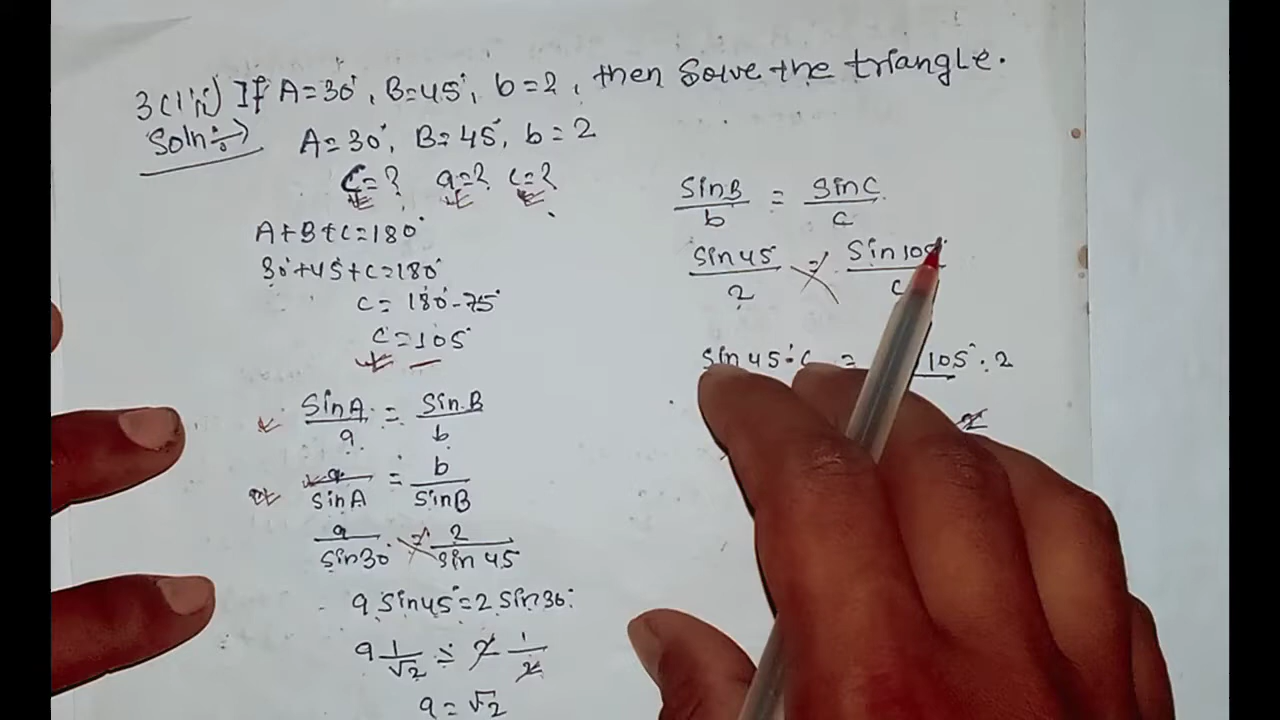 3(iii) If A=30°, B=45°, b=2, then Solve the triangle.
Soln:→ A=30°, B=45°, b=2
C=? a=? c=?
A+B+C=180°
30°+45°+C=180°
C=180°-75°
C=105°
SinA/a = SinB/b
a/SinA = b/SinB
a/Sin30° = 2/Sin45
a Sin45°=2 Sin30°
a 1/√2 = 2 1/2
a=√2
SinB/b = SinC/c
Sin45°/2 = Sin105°/c
Sin45°·c = 105°·2
2